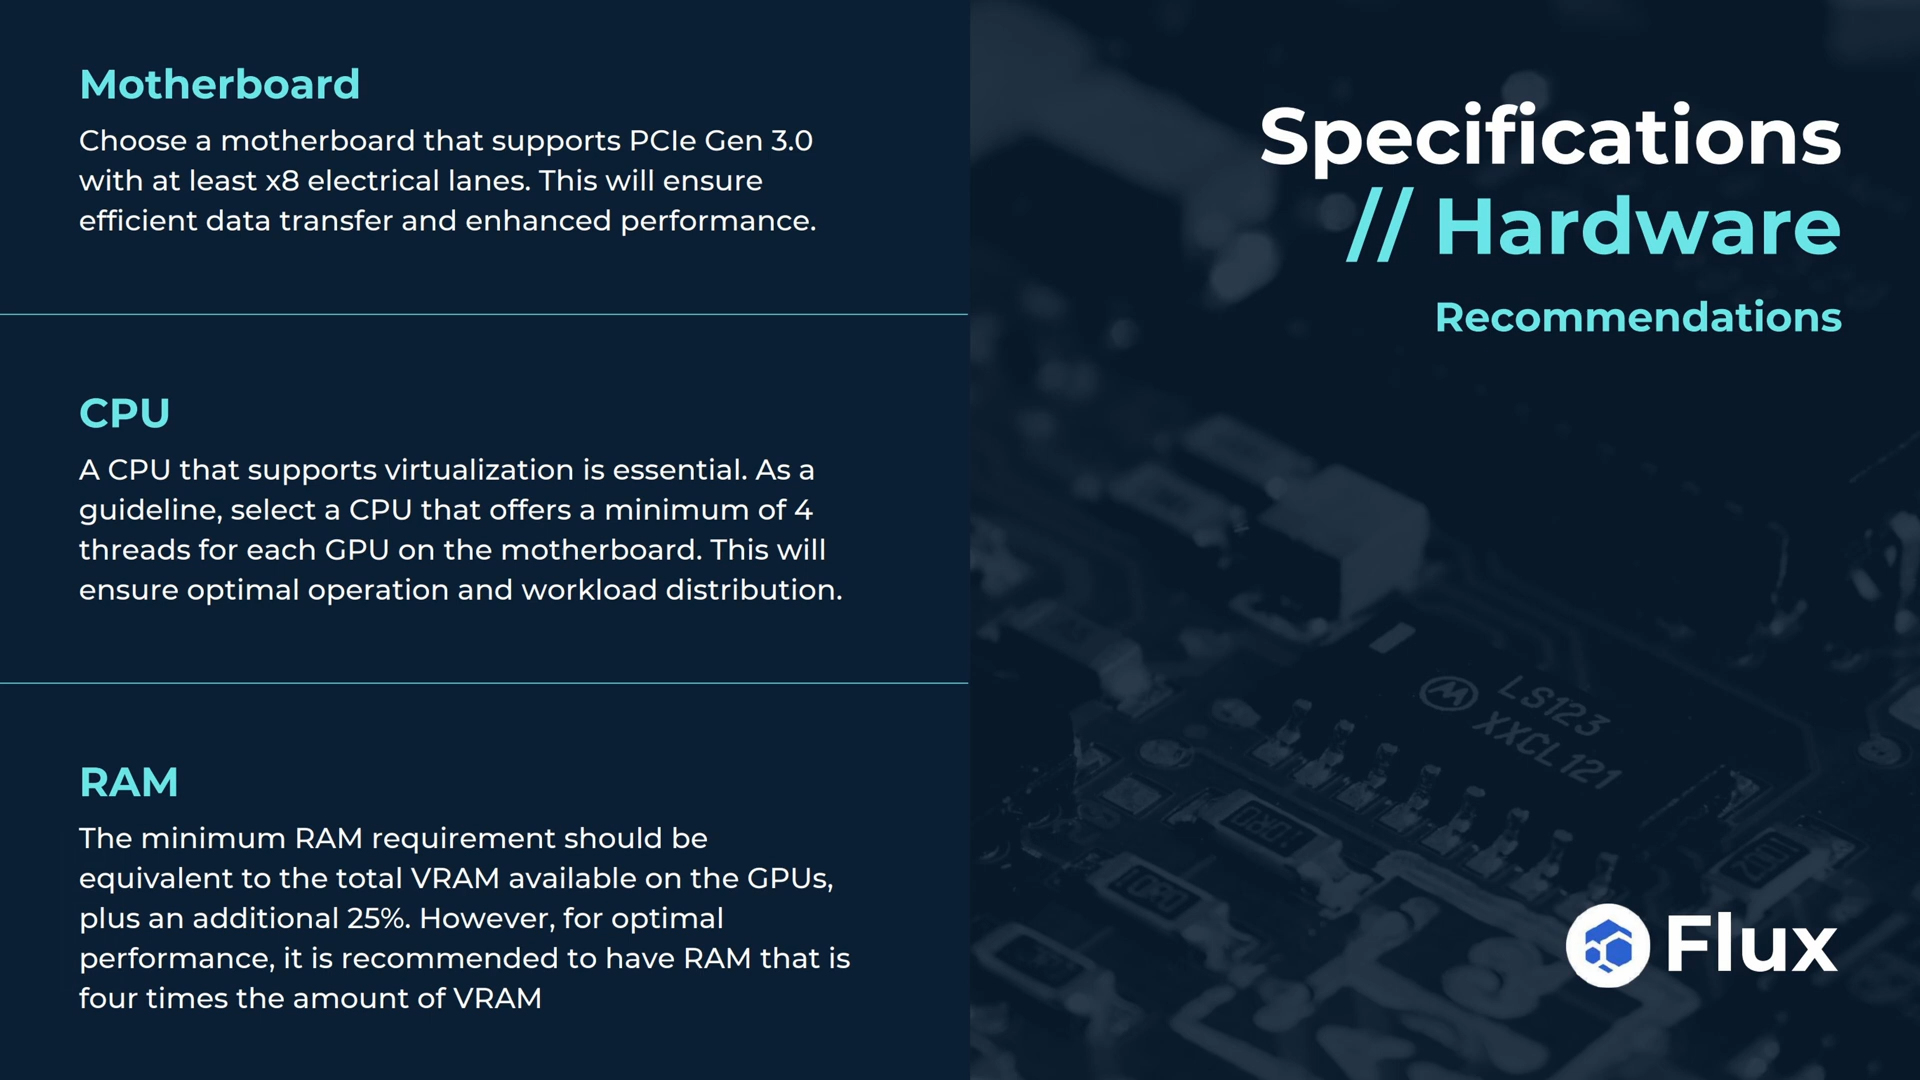 Motherboard
Choose a motherboard that supports PCIe Gen 3.0
with at least x8 electrical lanes. This will ensure
efficient data transfer and enhanced performance.
CPU
A CPU that supports virtualization is essential. As a
guideline, select a CPU that offers a minimum of 4
threads for each GPU on the motherboard. This will
ensure optimal operation and workload distribution.
RAM
The minimum RAM requirement should be
equivalent to the total VRAM available on the GPUs,
plus an additional 25%. However, for optimal
performance, it is recommended to have RAM that is
four times the amount of VRAM
Specifications
// Hardware
Recommendations
LS123
XXCL121
10R0
10R0
1002
Flux